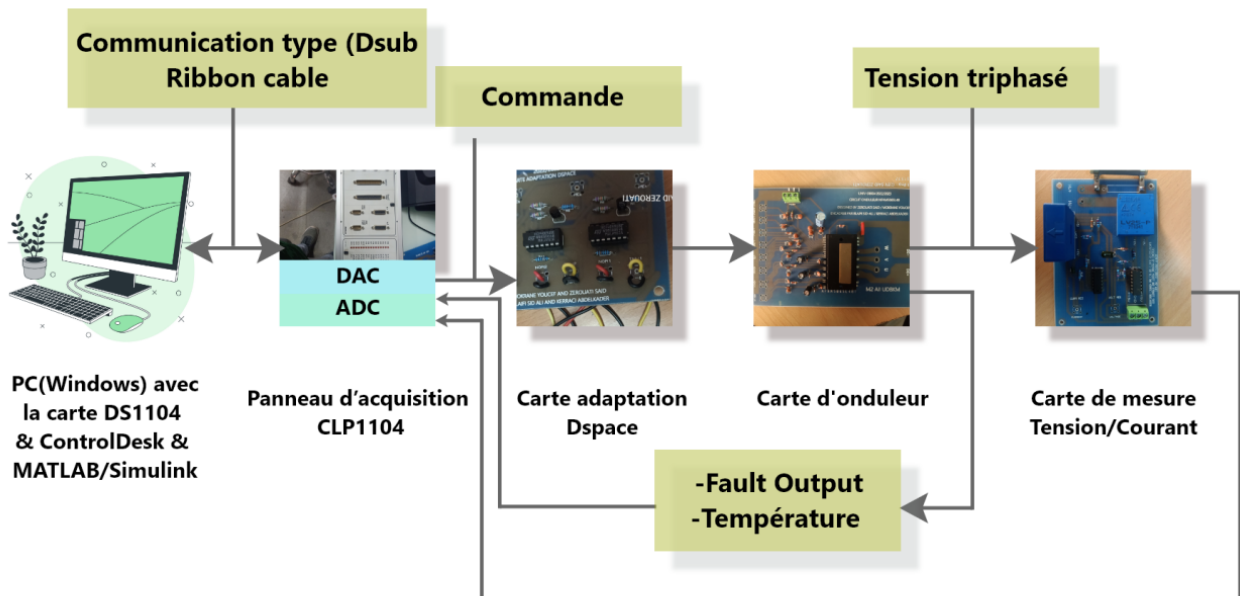 Communication type (Dsub
Ribbon cable
Commande
Tension triphasé
DAC
ADC
PC(Windows) avec
la carte DS1104
& ControlDesk &
MATLAB/Simulink
Panneau d’acquisition
CLP1104
Carte adaptation
Dspace
Carte d'onduleur
Carte de mesure
Tension/Courant
-Fault Output
-Température